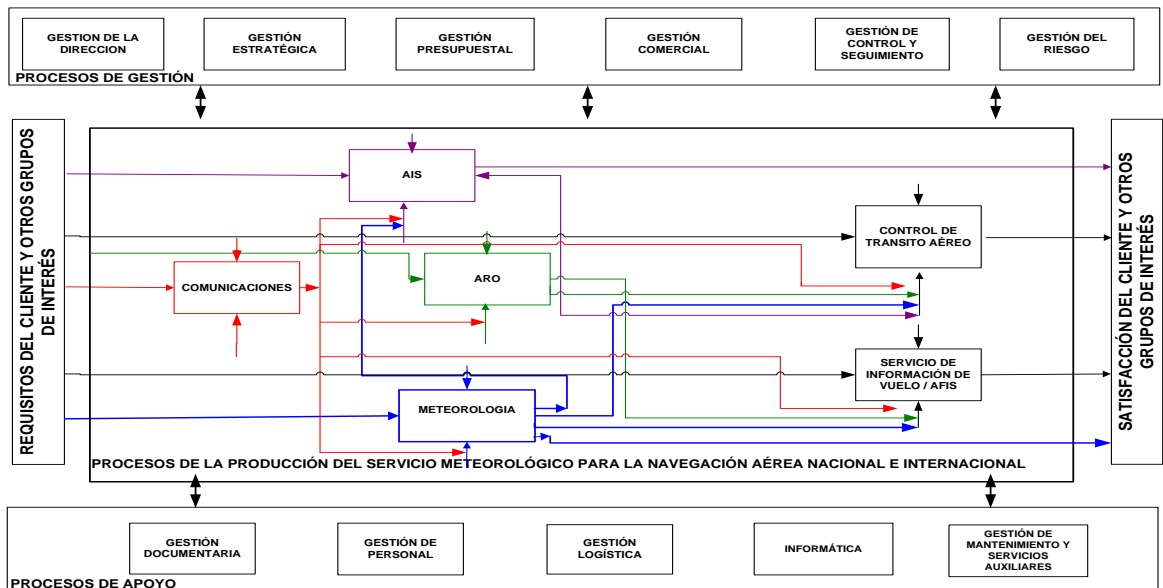 GESTION DE LA
DIRECCION
GESTIÓN
ESTRATÉGICA
GESTIÓN
PRESUPUESTAL
GESTIÓN
COMERCIAL
GESTIÓN DE
CONTROL Y
SEGUIMIENTO
GESTIÓN DEL
RIESGO
PROCESOS DE GESTIÓN
REQUISITOS DEL CLIENTE Y OTROS GRUPOS
DE INTERÉS
AIS
CONTROL DE
TRANSITO AÉREO
COMUNICACIONES
ARO
SERVICIO DE
INFORMACIÓN DE
VUELO / AFIS
METEOROLOGIA
PROCESOS DE LA PRODUCCIÓN DEL SERVICIO METEOROLÓGICO PARA LA NAVEGACIÓN AÉREA NACIONAL E INTERNACIONAL
SATISFACCIÓN DEL CLIENTE Y OTROS
GRUPOS DE INTERÉS
GESTIÓN
DOCUMENTARIA
GESTIÓN DE
PERSONAL
GESTIÓN
LOGÍSTICA
INFORMÁTICA
GESTIÓN DE
MANTENIMIENTO Y
SERVICIOS
AUXILIARES
PROCESOS DE APOYO